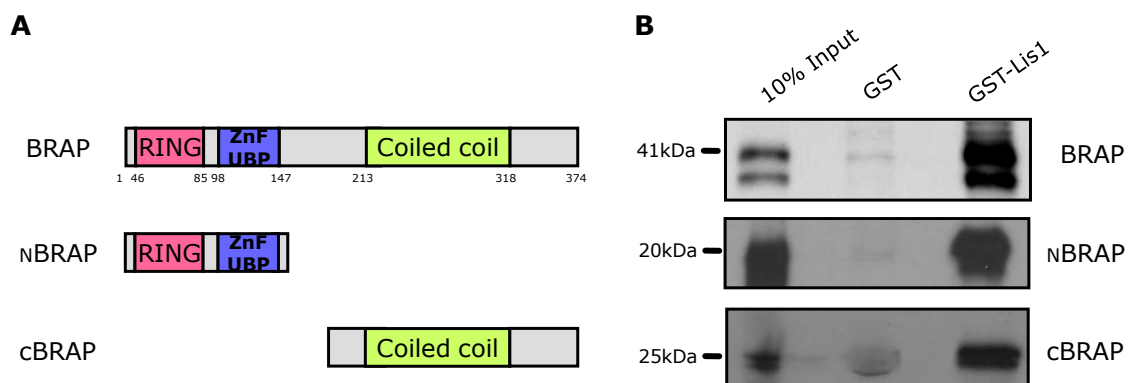 A
B
10% Input
GST
GST-Lis1
BRAP
RING
ZnF
UBP
Coiled coil
1 46 85 98 147 213 318 374
41kDa
BRAP
NBRAP
RING
ZnF
UBP
20kDa
NBRAP
cBRAP
Coiled coil
25kDa
cBRAP